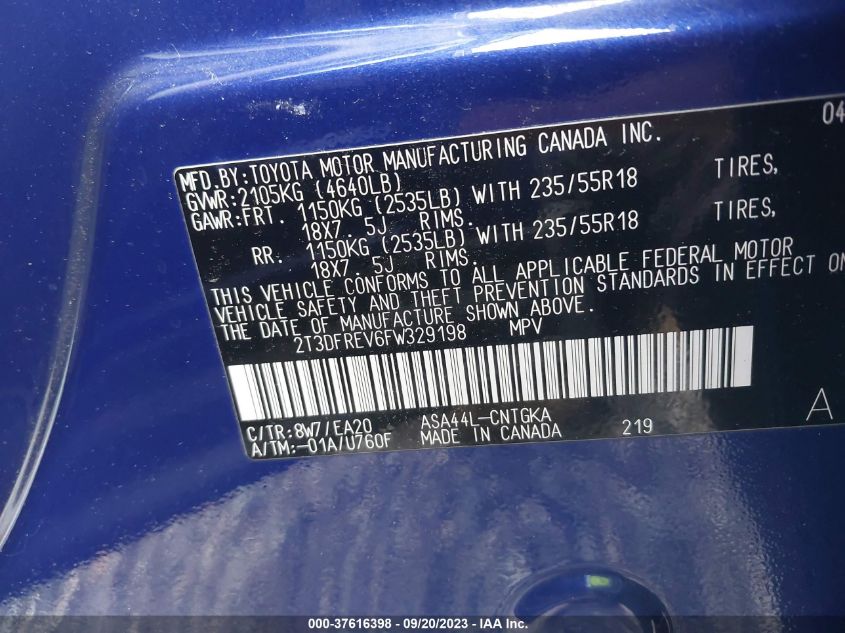 04
MFD.BY:TOYOTA MOTOR MANUFACTURING CANADA INC.
GVWR:2105KG (4640LB)
GAWR:FRT. 1150KG (2535LB) WITH 235/55R18 TIRES,
18X7.5J RIMS.
RR. 1150KG (2535LB) WITH 235/55R18 TIRES,
18X7.5J RIMS.
THIS VEHICLE CONFORMS TO ALL APPLICABLE FEDERAL MOTOR
VEHICLE SAFETY AND THEFT PREVENTION STANDARDS IN EFFECT ON
THE DATE OF MANUFACTURE SHOWN ABOVE.
2T3DFREV6FW329198 MPV
C/TR:8W7/EA20 ASA44L-CNTGKA
A/TM:-01A/U760F MADE IN CANADA 219
A
000-37616398 - 09/20/2023 - IAA Inc.